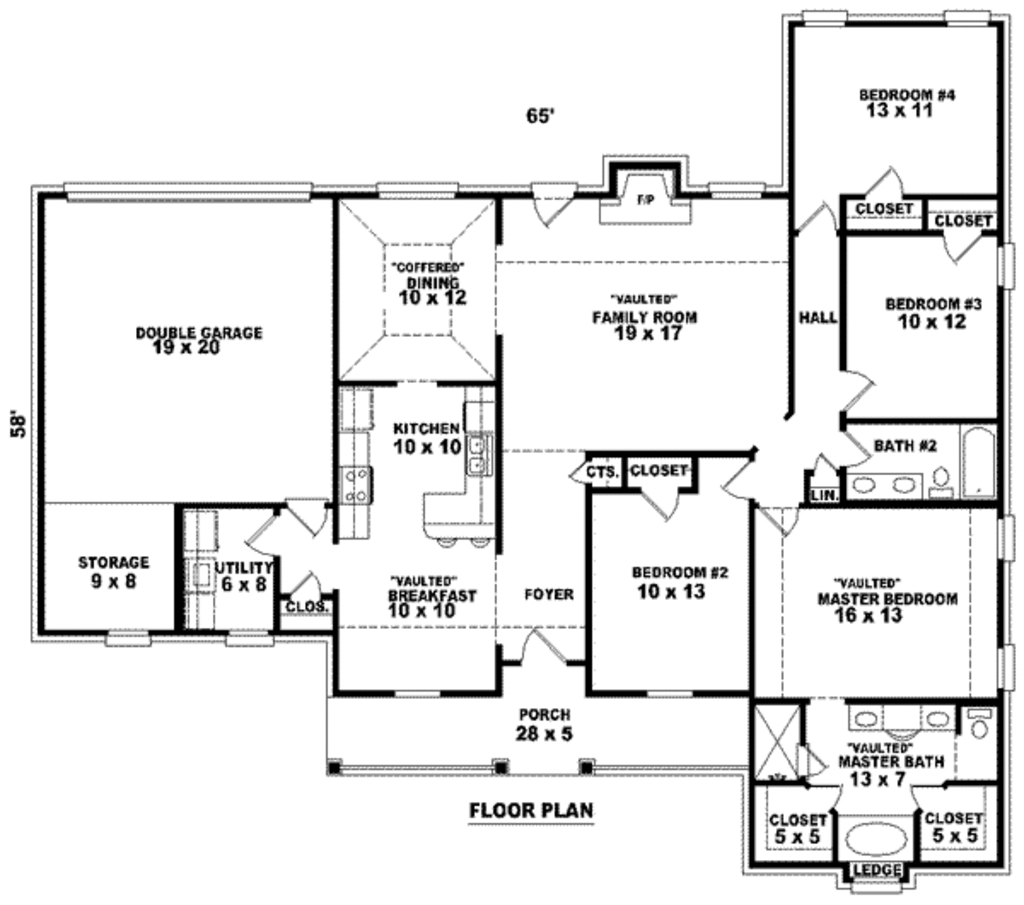 BEDROOM #4
13 x 11
65'
F/P
CLOSET
CLOSET
"COFFERED"
DINING
10 x 12
"VAULTED"
FAMILY ROOM
19 x 17
HALL
BEDROOM #3
10 x 12
DOUBLE GARAGE
19 x 20
58'
KITCHEN
10 x 10
BATH #2
CTS.
CLOSET
LIN.
STORAGE
9 x 8
UTILITY
6 x 8
CLOS.
"VAULTED"
BREAKFAST
10 x 10
FOYER
BEDROOM #2
10 x 13
"VAULTED"
MASTER BEDROOM
16 x 13
PORCH
28 x 5
"VAULTED"
MASTER BATH
13 x 7
FLOOR PLAN
CLOSET
5 x 5
CLOSET
5 x 5
LEDGE